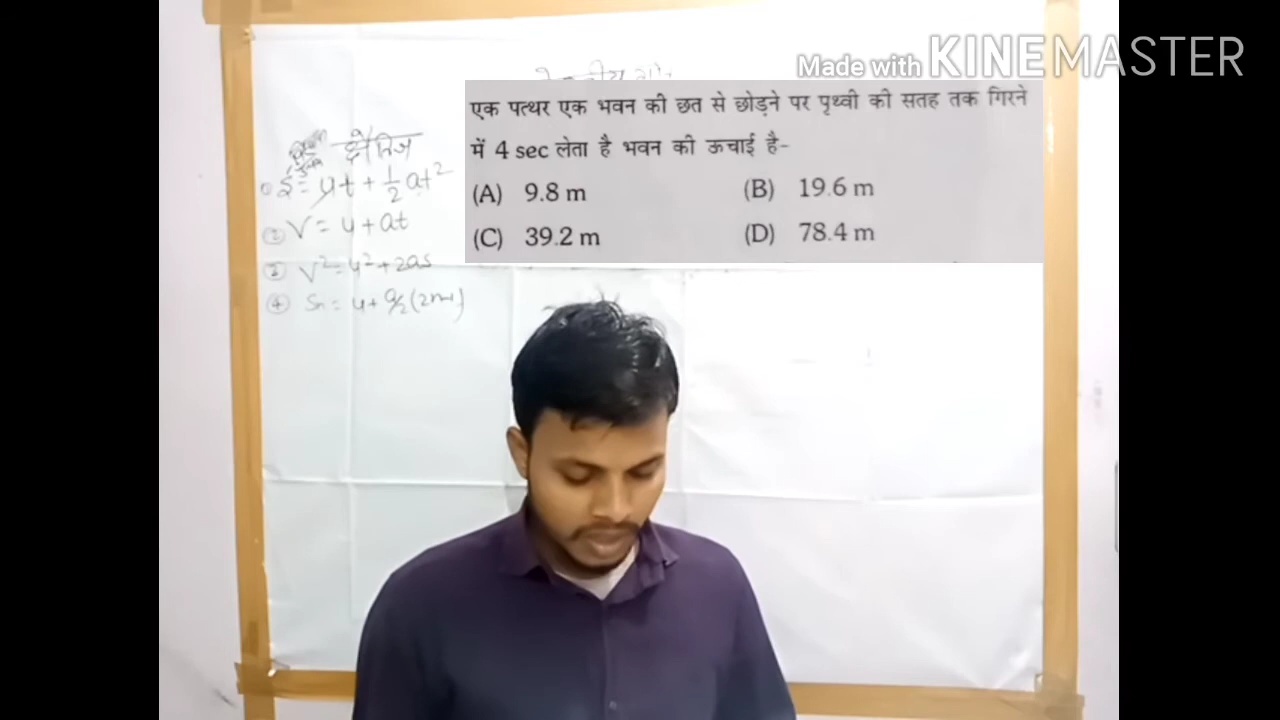 Made with KINEMASTER
एक पत्थर एक भवन की छत से छोड़ने पर पृथ्वी की सतह तक गिरने
में 4 sec लेता है भवन की ऊचाई है-
(A) 9.8 m (B) 19.6 m
(C) 39.2 m (D) 78.4 m
क्षैतिज
① S = ut + 1/2 at²
② V = u + at
③ V² = u² + 2as
④ Sn = u + a/2 (2n-1)